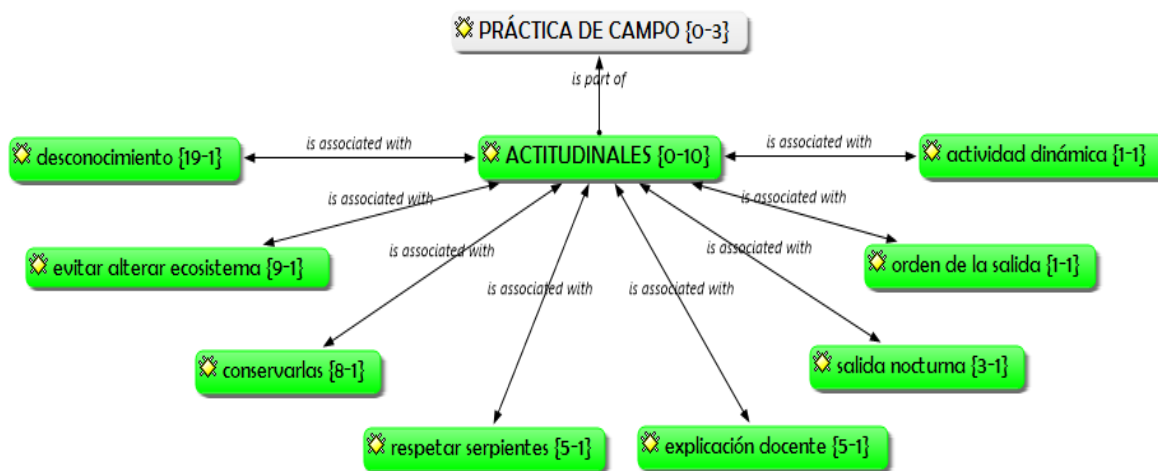 PRÁCTICA DE CAMPO {0-3}
is part of
desconocimiento {19-1}
is associated with
ACTITUDINALES {0-10}
is associated with
actividad dinámica {1-1}
is associated with
is associated with
evitar alterar ecosistema {9-1}
is associated with
is associated with
orden de la salida {1-1}
is associated with
is associated with
conservarlas {8-1}
salida nocturna {3-1}
respetar serpientes {5-1}
explicación docente {5-1}